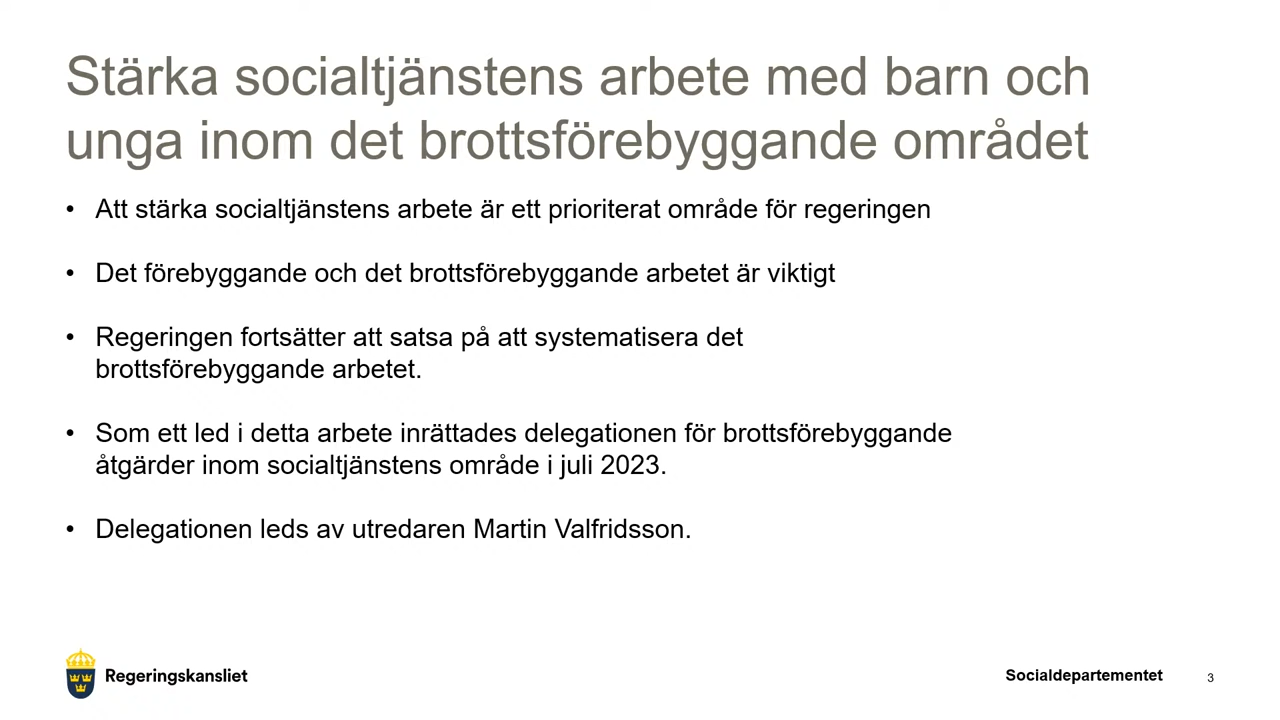 Stärka socialtjänstens arbete med barn och
unga inom det brottsförebyggande området
• Att stärka socialtjänstens arbete är ett prioriterat område för regeringen
• Det förebyggande och det brottsförebyggande arbetet är viktigt
• Regeringen fortsätter att satsa på att systematisera det
brottsförebyggande arbetet.
• Som ett led i detta arbete inrättades delegationen för brottsförebyggande
åtgärder inom socialtjänstens område i juli 2023.
• Delegationen leds av utredaren Martin Valfridsson.
Regeringskansliet
Socialdepartementet
3